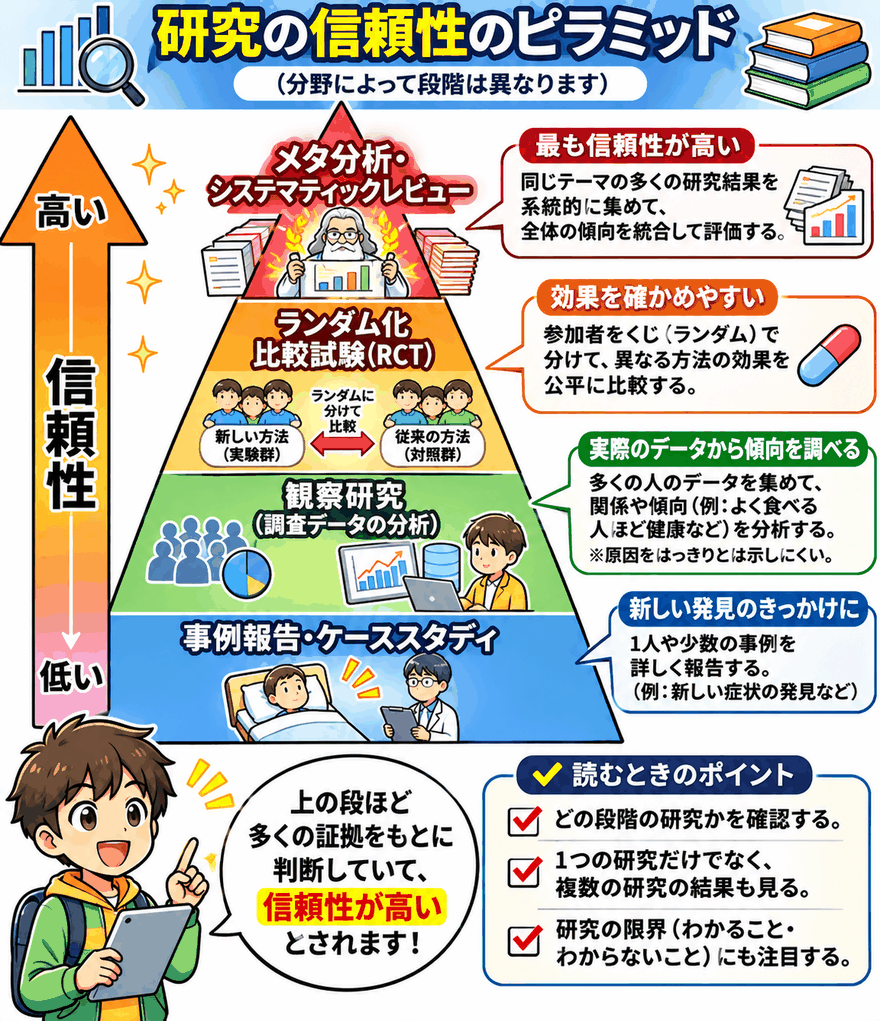 研究の信頼性のピラミッド
(分野によって段階は異なります)
高い
信頼性
低い
メタ分析・
システマティックレビュー
最も信頼性が高い
同じテーマの多くの研究結果を
系統的に集めて、
全体の傾向を統合して評価する。
ランダム化
比較試験(RCT)
ランダムに
分けて
比較
新しい方法
(実験群)
従来の方法
(対照群)
効果を確かめやすい
参加者をくじ(ランダム)で
分けて、異なる方法の効果を
公平に比較する。
観察研究
(調査データの分析)
実際のデータから傾向を調べる
多くの人のデータを集めて、
関係や傾向(例:よく食べる
人ほど健康など)を分析する。
※原因をはっきりとは示しにくい。
事例報告・ケーススタディ
新しい発見のきっかけに
1人や少数の事例を
詳しく報告する。
(例:新しい症状の発見など)
上の段ほど
多くの証拠をもとに
判断していて、
信頼性が高い
とされます!
読むときのポイント
どの段階の研究かを確認する。
1つの研究だけでなく、
複数の研究の結果も見る。
研究の限界(わかること・
わからないこと)にも注目する。